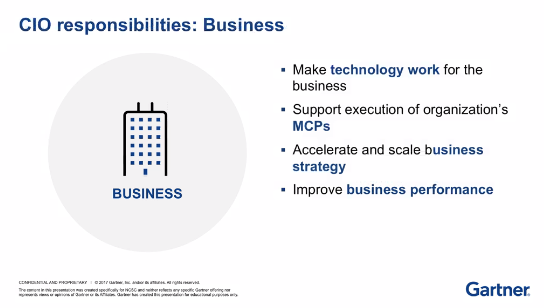 CIO responsibilities: Business
Make technology work for the
business
Support execution of organization's
MCPs
Accelerate and scale business
strategy
Improve business performance
BUSINESS
CONFIDENTIAL AND PROPRIETARY | © 2017 Gartner, Inc. and/or its affiliates. All rights reserved.
The content in this presentation was created specifically for NCSC and neither reflects any specific Gartner offering nor
represents views or opinions of Gartner or its Affiliates. Gartner has created this presentation for educational purposes only.
Gartner